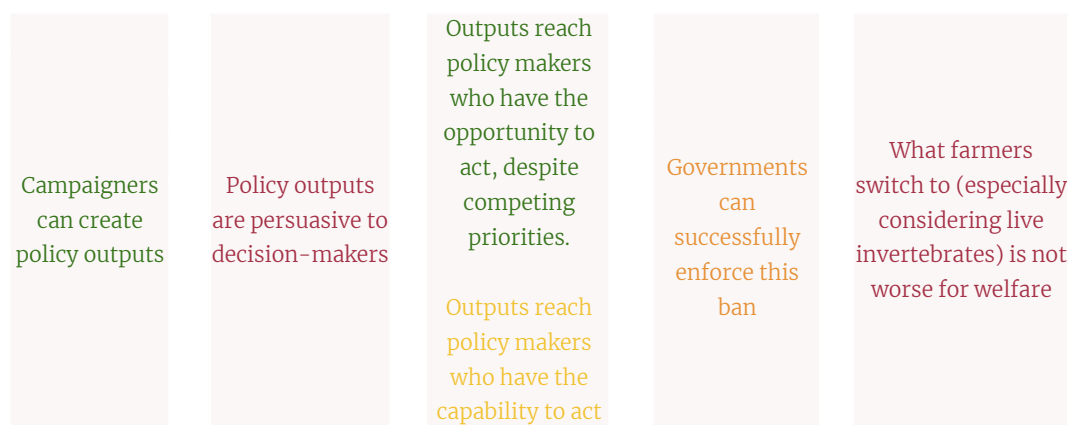 Campaigners
can create
policy outputs
Policy outputs
are persuasive to
decision-makers
Outputs reach
policy makers
who have the
opportunity to
act, despite
competing
priorities.
Outputs reach
policy makers
who have the
capability to act
Governments
can
successfully
enforce this
ban
What farmers
switch to (especially
considering live
invertebrates) is not
worse for welfare